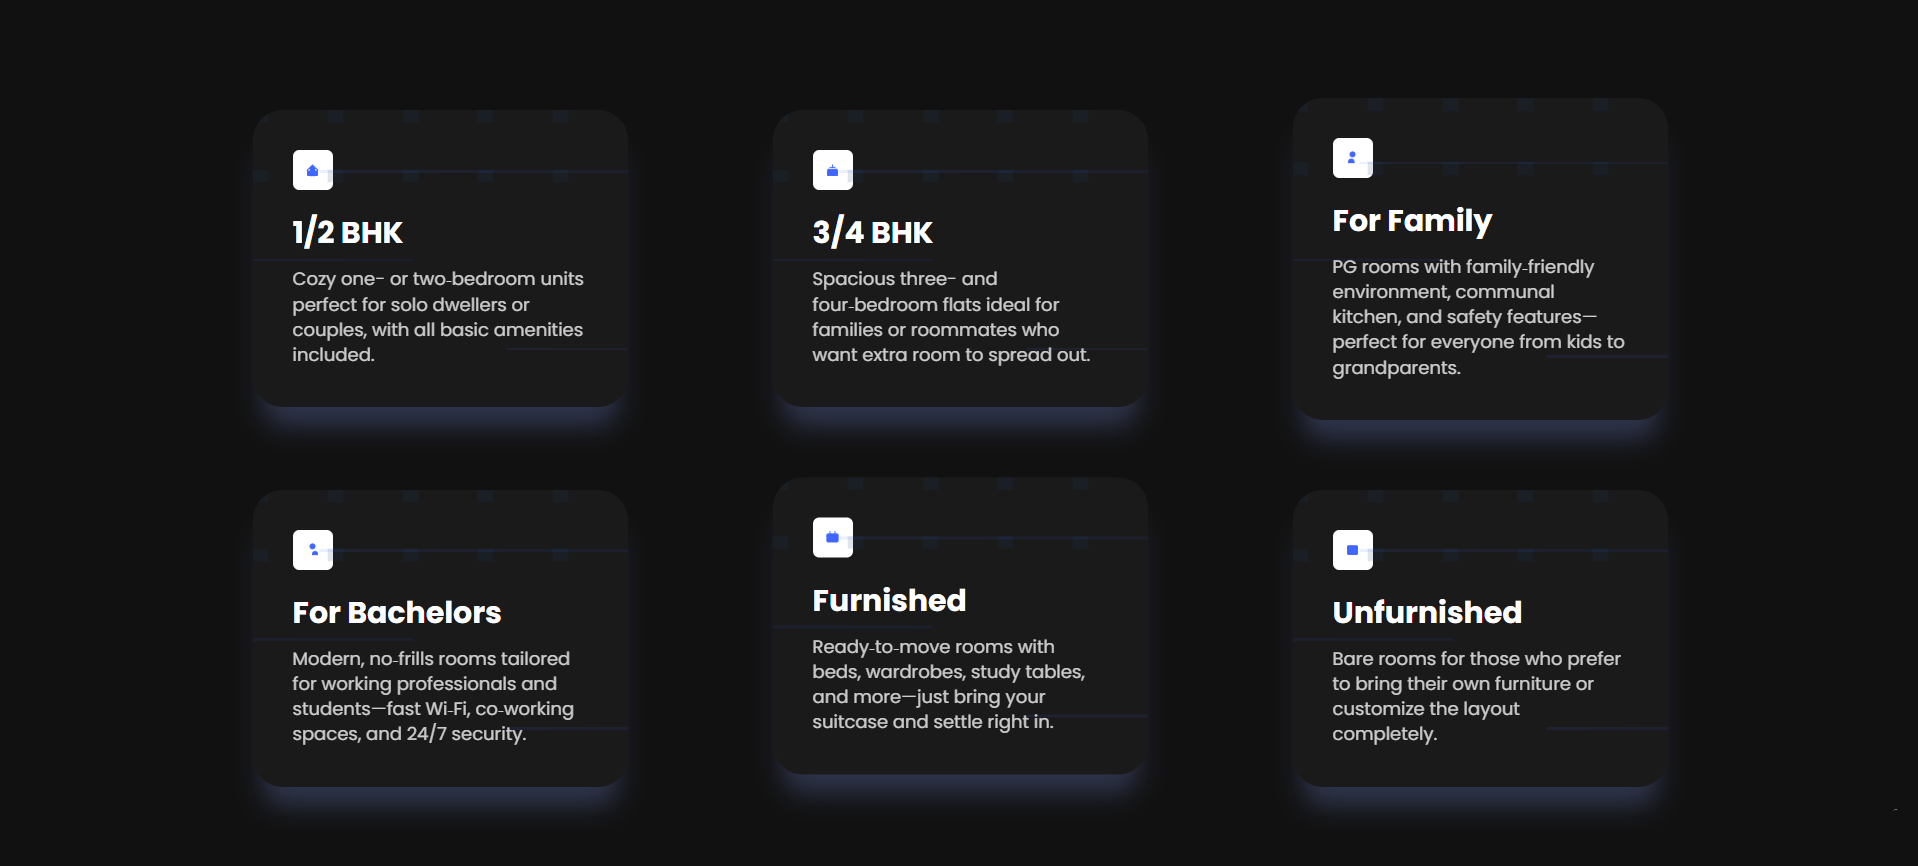 1/2 BHK
Cozy one- or two-bedroom units
perfect for solo dwellers or
couples, with all basic amenities
included.
3/4 BHK
Spacious three- and
four-bedroom flats ideal for
families or roommates who
want extra room to spread out.
For Family
PG rooms with family-friendly
environment, communal
kitchen, and safety features—
perfect for everyone from kids to
grandparents.
For Bachelors
Modern, no-frills rooms tailored
for working professionals and
students—fast Wi-Fi, co-working
spaces, and 24/7 security.
Furnished
Ready-to-move rooms with
beds, wardrobes, study tables,
and more—just bring your
suitcase and settle right in.
Unfurnished
Bare rooms for those who prefer
to bring their own furniture or
customize the layout
completely.